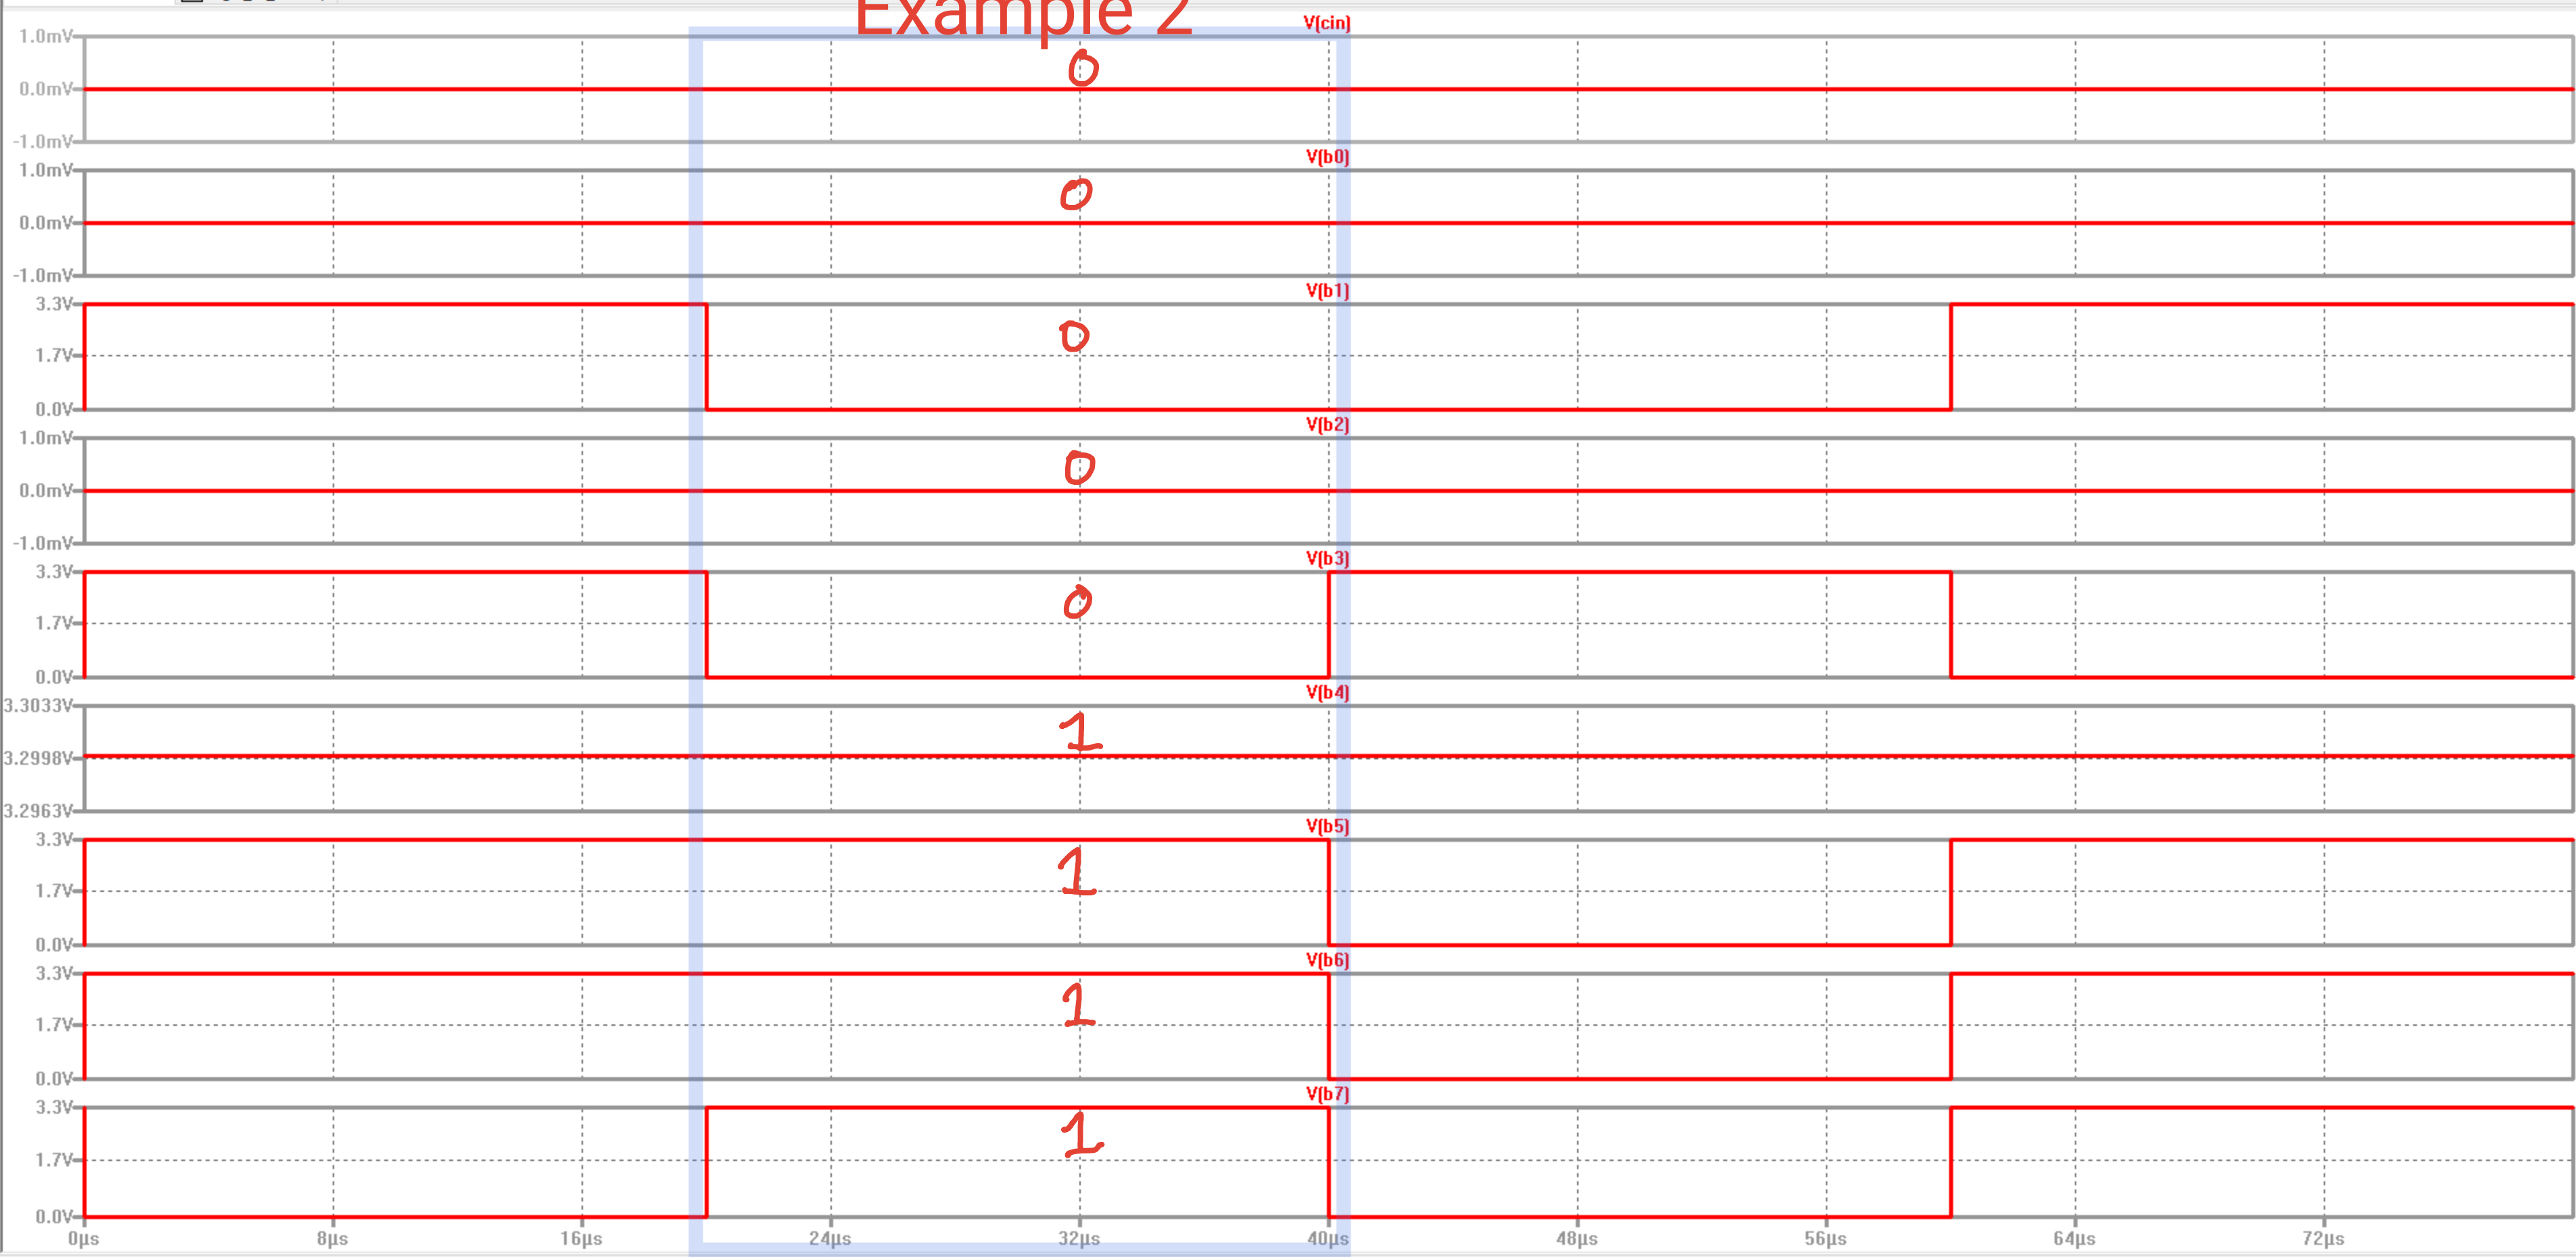 Example 2
V(cin)
1.0mV
0
0.0mV
-1.0mV
V(b0)
1.0mV
0
0.0mV
-1.0mV
V(b1)
3.3V
0
1.7V
0.0V
V(b2)
1.0mV
0
0.0mV
-1.0mV
V(b3)
3.3V
0
1.7V
0.0V
V(b4)
3.3033V
1
3.2998V
3.2963V
V(b5)
3.3V
1
1.7V
0.0V
V(b6)
3.3V
1
1.7V
0.0V
V(b7)
3.3V
1
1.7V
0.0V
0µs 8µs 16µs 24µs 32µs 40µs 48µs 56µs 64µs 72µs